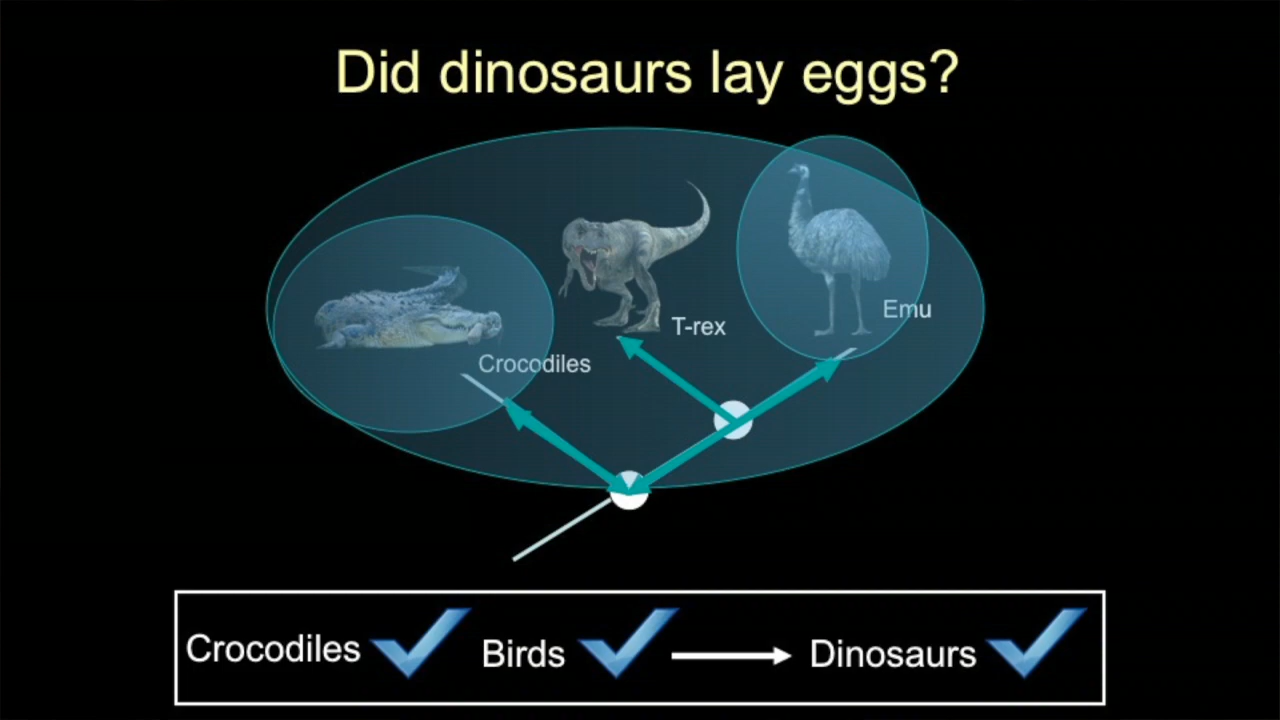 Did dinosaurs lay eggs?
Emu
T-rex
Crocodiles
Crocodiles Birds Dinosaurs